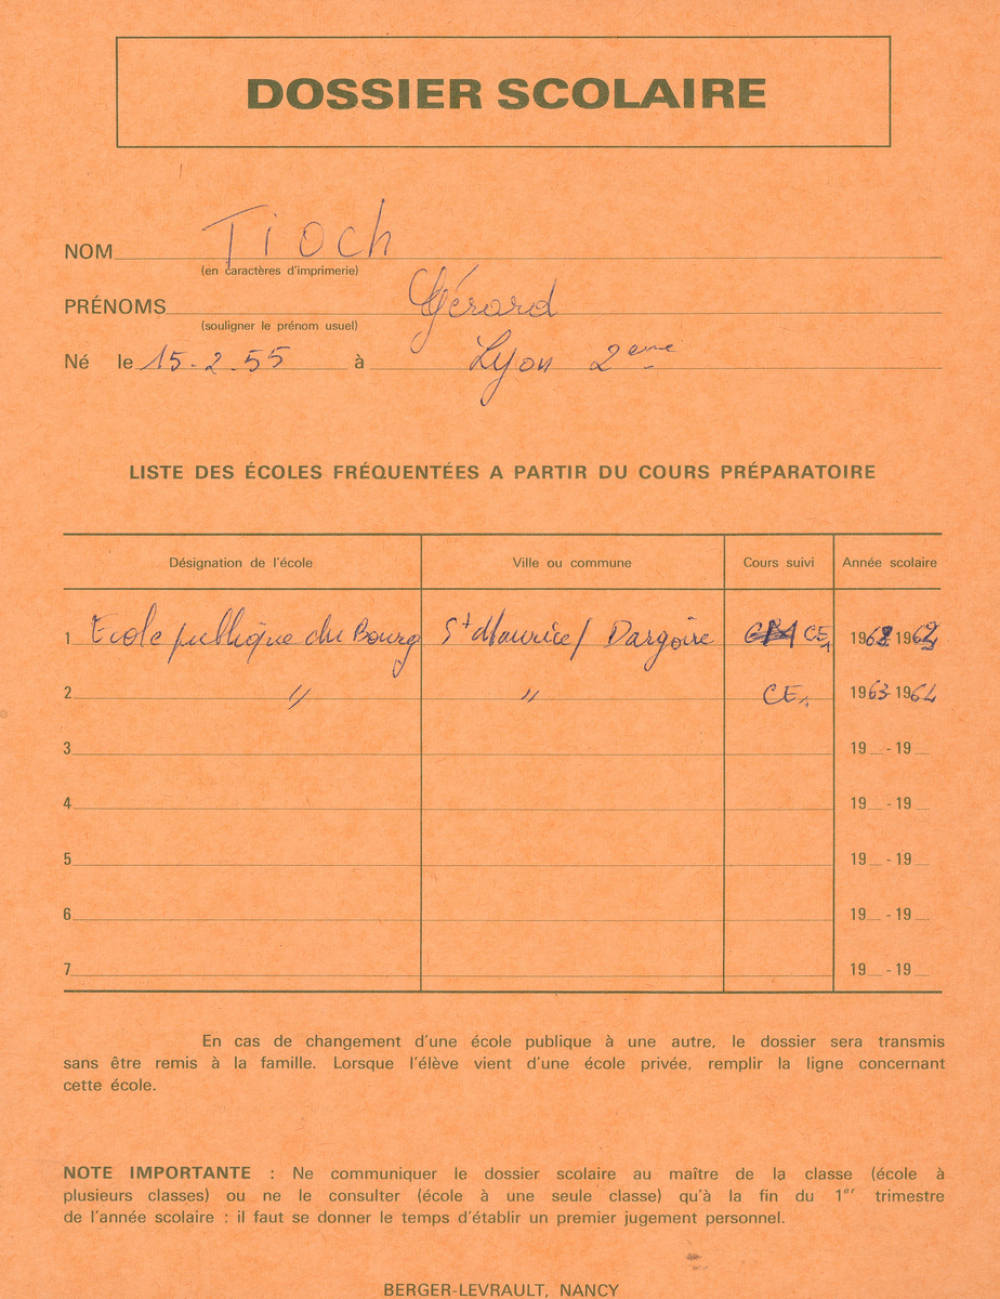 DOSSIER SCOLAIRE
NOM Tioch
(en caractères d'imprimerie)
PRÉNOMS Gérard
(souligner le prénom usuel)
Né le 15.2.55 à Lyon 2eme
LISTE DES ÉCOLES FRÉQUENTÉES A PARTIR DU COURS PRÉPARATOIRE
Désignation de l'école Ville ou commune Cours suivi Année scolaire
1 Ecole publique du Bourg St Maurice/ Dargoire CE1 1962 1963
2 " " CE1 1963-1964
3 19 -19
4 19 -19
5 19 -19
6 19 -19
7 19 -19
En cas de changement d'une école publique à une autre, le dossier sera transmis
sans être remis à la famille. Lorsque l'élève vient d'une école privée, remplir la ligne concernant
cette école.
NOTE IMPORTANTE : Ne communiquer le dossier scolaire au maître de la classe (école à
plusieurs classes) ou ne le consulter (école à une seule classe) qu'à la fin du 1er trimestre
de l'année scolaire : il faut se donner le temps d'établir un premier jugement personnel.
BERGER-LEVRAULT, NANCY